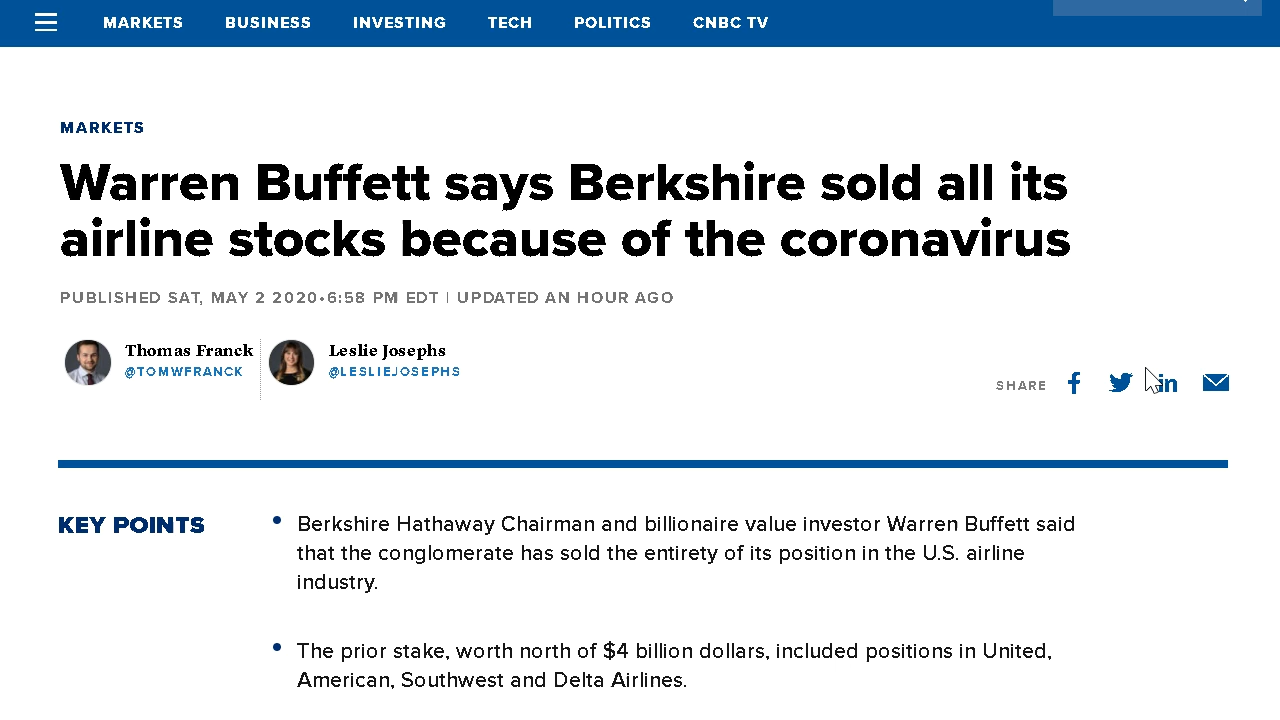 MARKETS BUSINESS INVESTING TECH POLITICS CNBC TV
MARKETS
Warren Buffett says Berkshire sold all its
airline stocks because of the coronavirus
PUBLISHED SAT, MAY 2 2020•6:58 PM EDT | UPDATED AN HOUR AGO
Thomas Franck
@TOMWFRANCK
Leslie Josephs
@LESLIEJOSEPHS
SHARE
KEY POINTS
• Berkshire Hathaway Chairman and billionaire value investor Warren Buffett said
that the conglomerate has sold the entirety of its position in the U.S. airline
industry.
• The prior stake, worth north of $4 billion dollars, included positions in United,
American, Southwest and Delta Airlines.